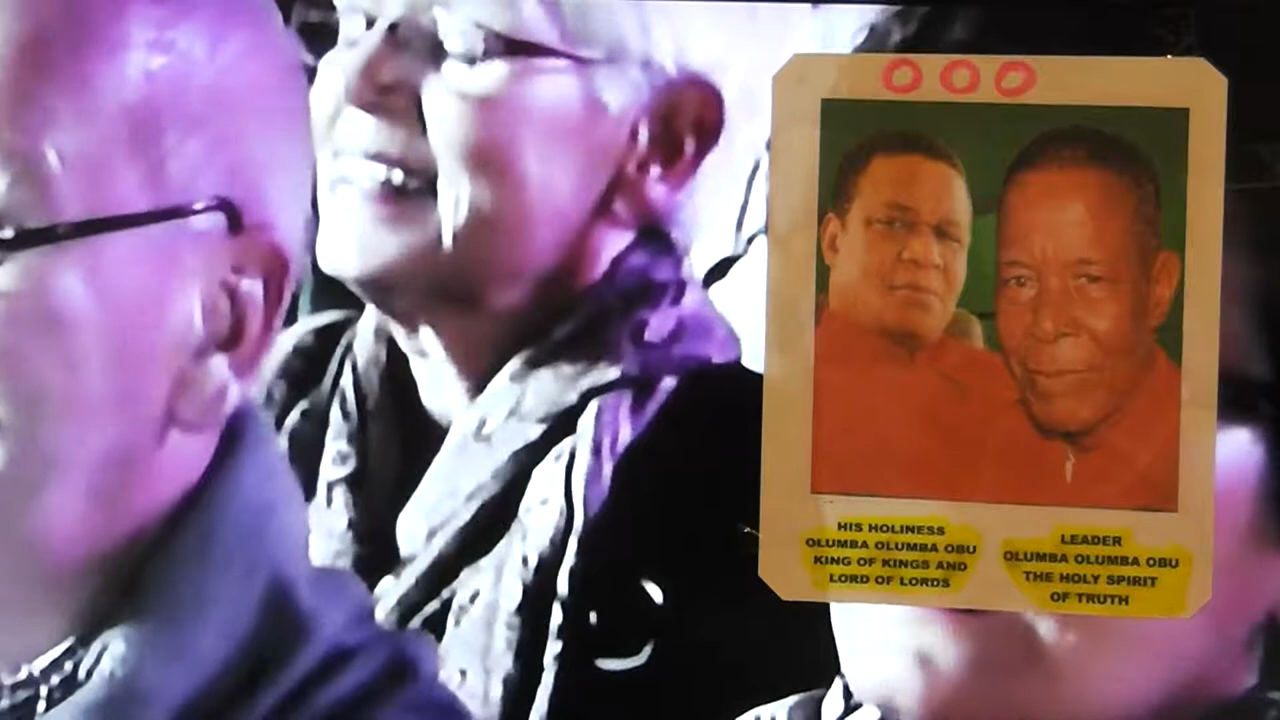 O O O
HIS HOLINESS
OLUMBA OLUMBA OBU
KING OF KINGS AND
LORD OF LORDS
LEADER
OLUMBA OLUMBA OBU
THE HOLY SPIRIT
OF TRUTH